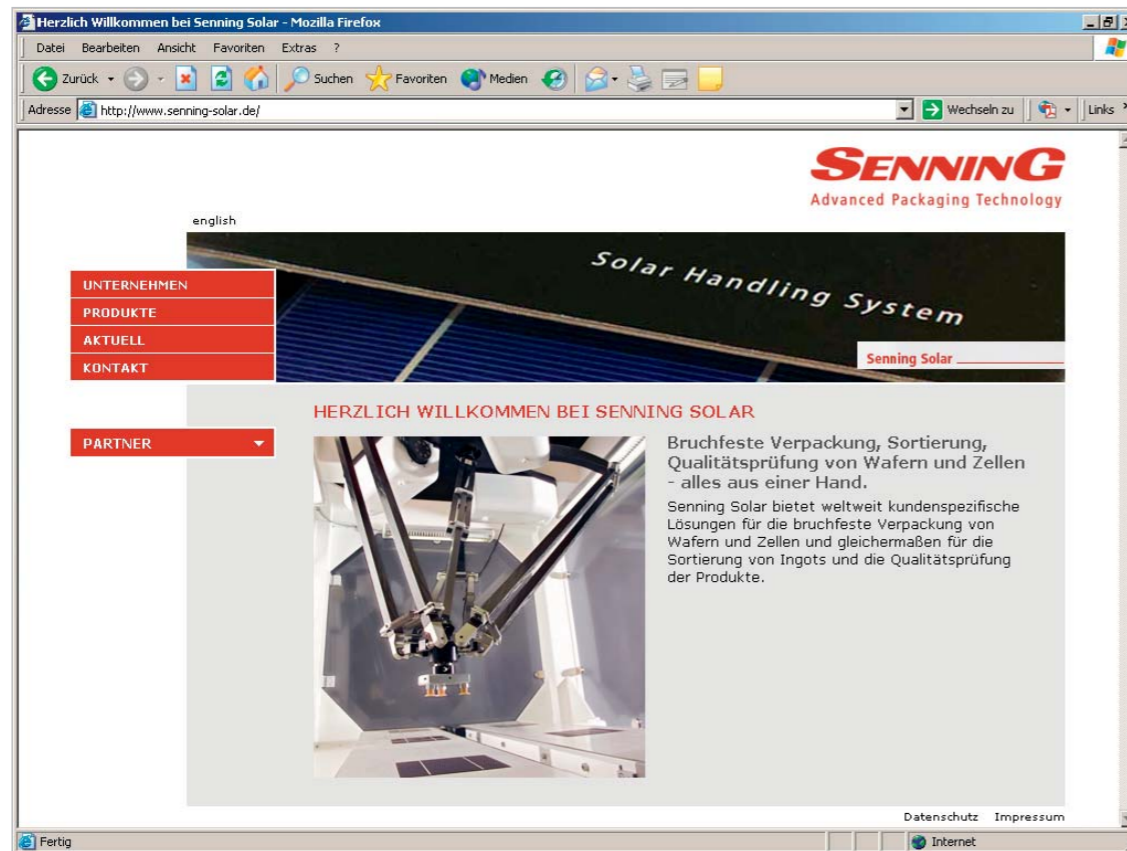 Herzlich Willkommen bei Senning Solar - Mozilla Firefox
Datei Bearbeiten Ansicht Favoriten Extras ?
Zurück Suchen Favoriten Medien
Adresse http://www.senning-solar.de/ Wechseln zu Links
SENNING
Advanced Packaging Technology
english
Solar Handling System
Senning Solar
UNTERNEHMEN
PRODUKTE
AKTUELL
KONTAKT
PARTNER
HERZLICH WILLKOMMEN BEI SENNING SOLAR
Bruchfeste Verpackung, Sortierung,
Qualitätsprüfung von Wafern und Zellen
- alles aus einer Hand.
Senning Solar bietet weltweit kundenspezifische
Lösungen für die bruchfeste Verpackung von
Wafern und Zellen und gleichermaßen für die
Sortierung von Ingots und die Qualitätsprüfung
der Produkte.
Datenschutz Impressum
Fertig Internet